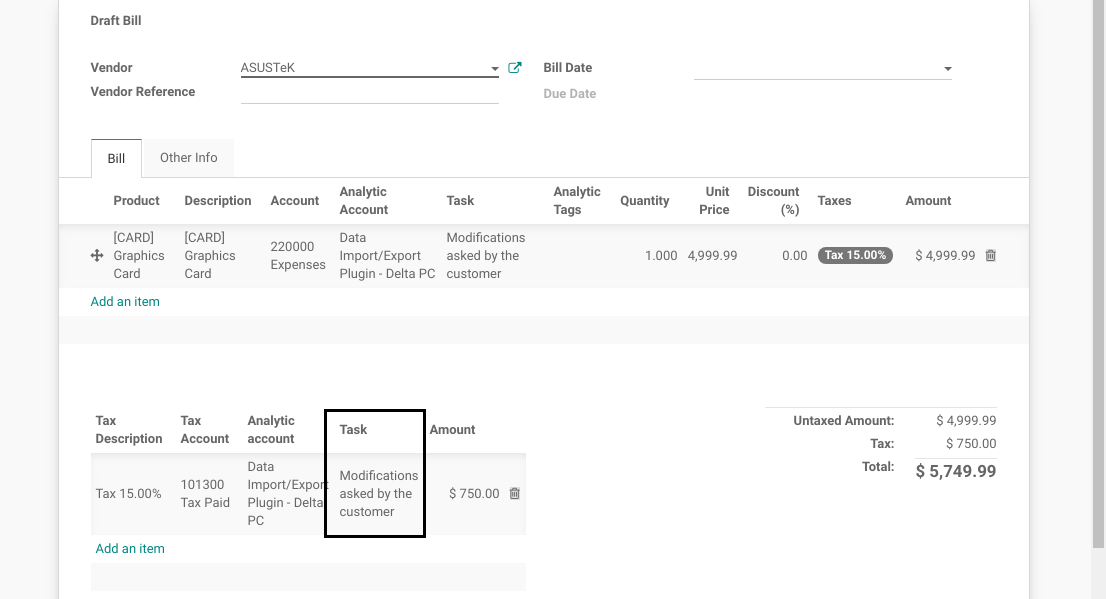 Draft Bill
Vendor
ASUSTeK
Bill Date
Vendor Reference
Due Date
Bill
Other Info
Product
Description
Account
Analytic
Account
Task
Analytic
Tags
Quantity
Unit
Price
Discount
(%)
Taxes
Amount
[CARD]
Graphics
Card
[CARD]
Graphics
Card
220000
Expenses
Data
Import/Export
Plugin - Delta PC
Modifications
asked by the
customer
1.000
4,999.99
0.00
Tax 15.00%
$ 4,999.99
Add an item
Tax
Description
Tax
Account
Analytic
account
Task
Amount
Tax 15.00%
101300
Tax Paid
Data
Import/Export
Plugin - Delta
PC
Modifications
asked by the
customer
$ 750.00
Add an item
Untaxed Amount:
$ 4,999.99
Tax:
$ 750.00
Total:
$ 5,749.99